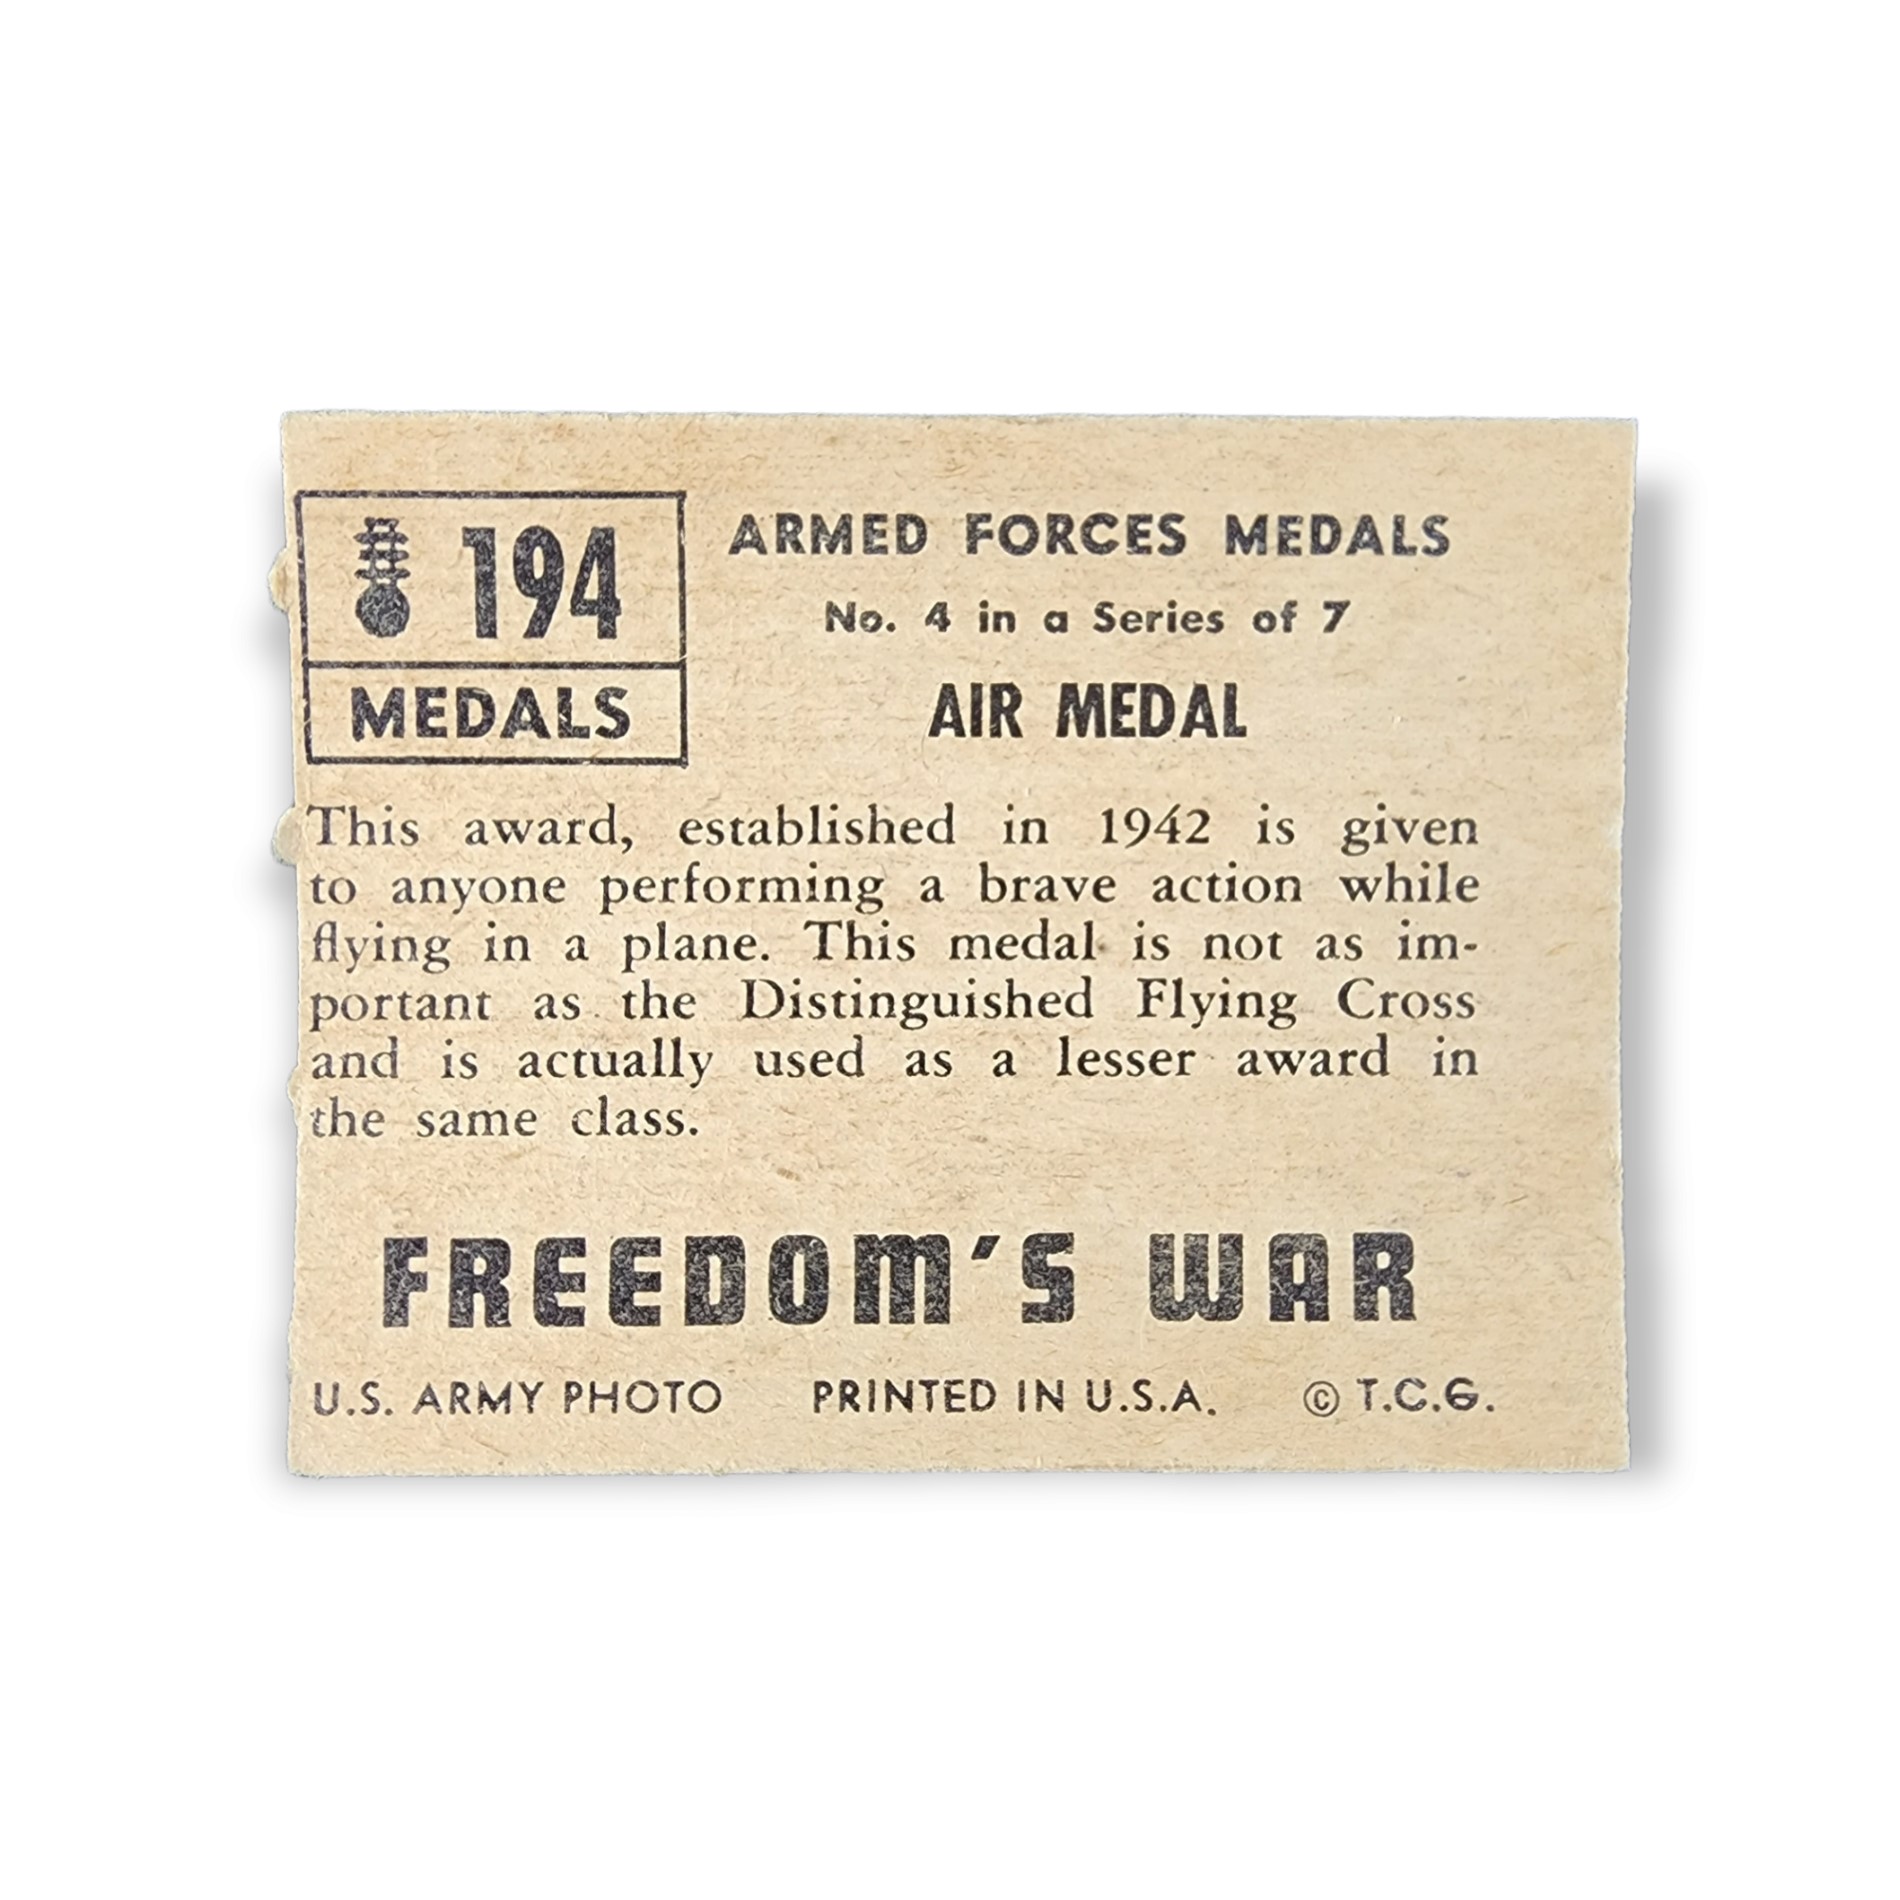 194
MEDALS
ARMED FORCES MEDALS
No. 4 in a Series of 7
AIR MEDAL
This award, established in 1942 is given
to anyone performing a brave action while
flying in a plane. This medal is not as im-
portant as the Distinguished Flying Cross
and is actually used as a lesser award in
the same class.
FREEDOM'S WAR
U.S. ARMY PHOTO PRINTED IN U.S.A. © T.C.G.